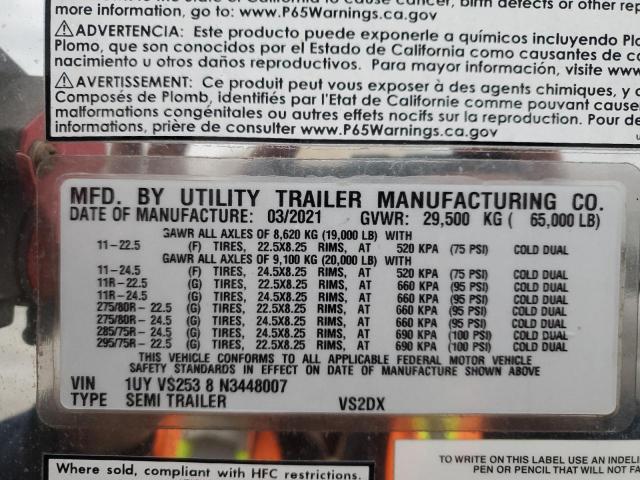 cause cancer, birth defects or other rep
more information, go to: www.P65Warnings.ca.gov
ADVERTENCIA: Este producto puede exponerle a químicos incluyendo Plo
Plomo, que son conocidos por el Estado de California como causantes de c
nacimiento u otros daños reproductivos. Para mayor información, visite www
AVERTISSEMENT: Ce produit peut vous exposer à des agents chimiques, y c
Composés de Plomb, identifiés par l'Etat de Californie comme pouvant cause
malformations congénitales ou autres effets nocifs sur la reproduction. Pour de
informations, prière de consulter www.P65Warnings.ca.gov
MFD. BY UTILITY TRAILER MANUFACTURING CO.
DATE OF MANUFACTURE: 03/2021 GVWR: 29,500 KG ( 65,000 LB)
GAWR ALL AXLES OF 8,620 KG (19,000 LB) WITH
11-22.5 (F) TIRES, 22.5X8.25 RIMS, AT 520 KPA (75 PSI) COLD DUAL
GAWR ALL AXLES OF 9,100 KG (20,000 LB) WITH
11-24.5 (F) TIRES, 24.5X8.25 RIMS, AT 520 KPA (75 PSI) COLD DUAL
11R-22.5 (G) TIRES, 22.5X8.25 RIMS, AT 660 KPA (95 PSI) COLD DUAL
11R-24.5 (G) TIRES, 24.5X8.25 RIMS, AT 660 KPA (95 PSI) COLD DUAL
275/80R-22.5 (G) TIRES, 22.5X8.25 RIMS, AT 660 KPA (95 PSI) COLD DUAL
275/80R-24.5 (G) TIRES, 24.5X8.25 RIMS, AT 660 KPA (95 PSI) COLD DUAL
285/75R-24.5 (G) TIRES, 24.5X8.25 RIMS, AT 690 KPA (100 PSI) COLD DUAL
295/75R-22.5 (G) TIRES, 22.5X8.25 RIMS, AT 690 KPA (100 PSI) COLD DUAL
THIS VEHICLE CONFORMS TO ALL APPLICABLE FEDERAL MOTOR VEHICLE
SAFETY STANDARDS IN EFFECT ON DATE OF MANUFACTURE SHOWN ABOVE
VIN 1UY VS253 8 N3448007
TYPE SEMI TRAILER VS2DX
Where sold, compliant with HFC restrictions.
TO WRITE ON THIS LABEL USE AN INDELI
PEN OR PENCIL THAT WILL NOT FA